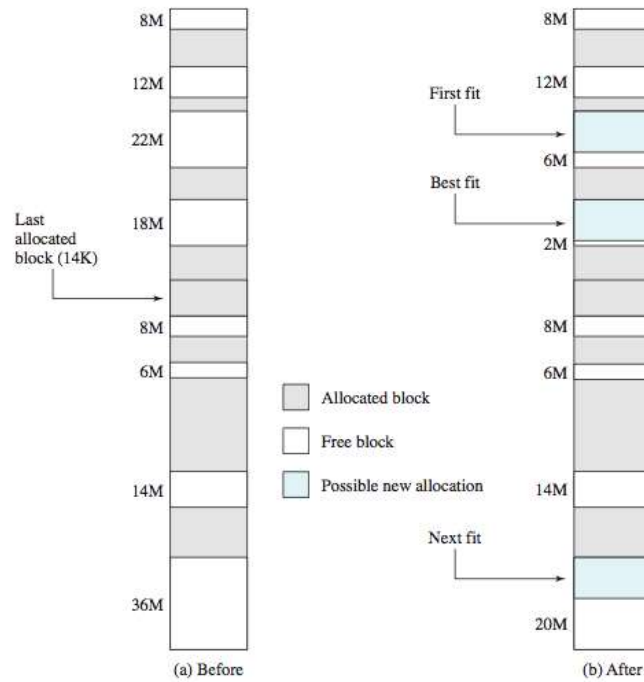 8M
12M
22M
18M
Last
allocated
block (14K)
8M
6M
14M
36M
(a) Before
Allocated block
Free block
Possible new allocation
8M
12M
First fit
6M
Best fit
2M
8M
6M
14M
Next fit
20M
(b) After